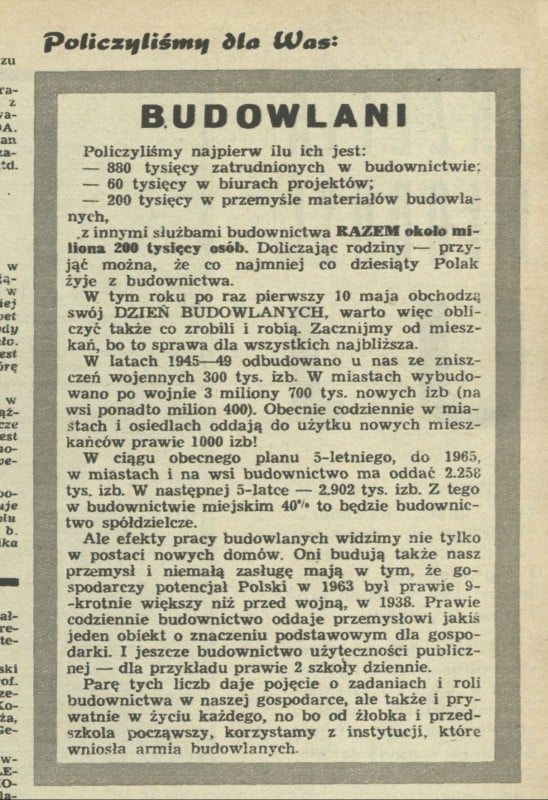 Policzyliśmy dla Was:
BUDOWLANI
Policzyliśmy najpierw ilu ich jest:
— 880 tysięcy zatrudnionych w budownictwie;
— 60 tysięcy w biurach projektów;
— 200 tysięcy w przemyśle materiałów budowla-
nych,
z innymi służbami budownictwa RAZEM około mi-
liona 200 tysięcy osób. Doliczając rodziny — przy-
jąć można, że co najmniej co dziesiąty Polak
żyje z budownictwa.
W tym roku po raz pierwszy 10 maja obchodzą
swój DZIEŃ BUDOWLANYCH, warto więc obli-
czyć także co zrobili i robią. Zacznijmy od miesz-
kań, bo to sprawa dla wszystkich najbliższa.
W latach 1945—49 odbudowano u nas ze znisz-
czeń wojennych 300 tys. izb. W miastach wybudo-
wano po wojnie 3 miliony 700 tys. nowych izb (na
wsi ponadto milion 400). Obecnie codziennie w mia-
stach i osiedlach oddają do użytku nowych miesz-
kańców prawie 1000 izb!
W ciągu obecnego planu 5-letniego, do 1965,
w miastach i na wsi budownictwo ma oddać 2.258
tys. izb. W następnej 5-latce — 2.902 tys. izb. Z tego
w budownictwie miejskim 40% to będzie budownic-
two spółdzielcze.
Ale efekty pracy budowlanych widzimy nie tylko
w postaci nowych domów. Oni budują także nasz
przemysł i niemałą zasługę mają w tym, że go-
spodarczy potencjał Polski w 1963 był prawie 9-
-krotnie większy niż przed wojną, w 1938. Prawie
codziennie budownictwo oddaje przemysłowi jakiś
jeden obiekt o znaczeniu podstawowym dla gospo-
darki. I jeszcze budownictwo użyteczności publicz-
nej — dla przykładu prawie 2 szkoły dziennie.
Parę tych liczb daje pojęcie o zadaniach i roli
budownictwa w naszej gospodarce, ale także i pry-
watnie w życiu każdego, no bo od żłobka i przed-
szkola począwszy, korzystamy z instytucji, które
wniosła armia budowlanych.